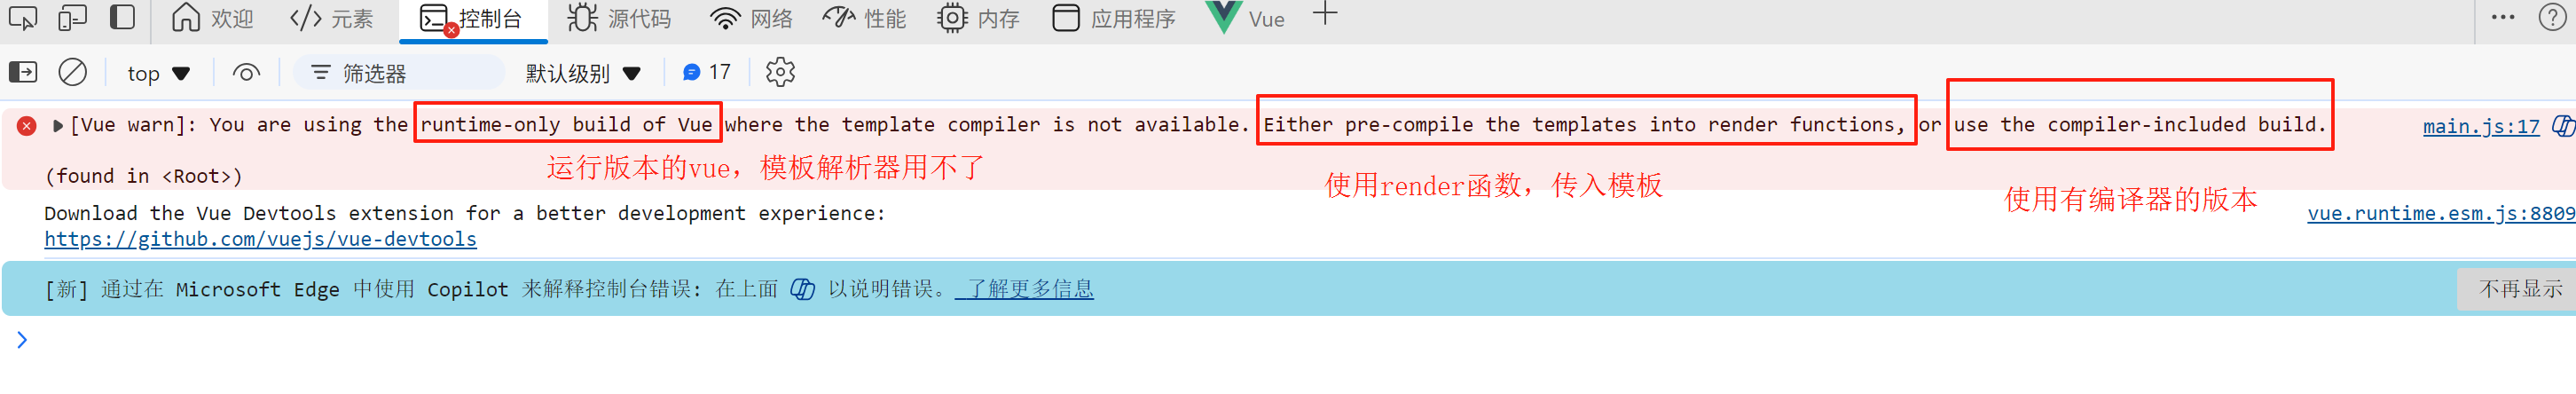 欢迎 元素 控制台 源代码 网络 性能 内存 应用程序 Vue
top 筛选器 默认级别 17
[Vue warn]: You are using the runtime-only build of Vue where the template compiler is not available. Either pre-compile the templates into render functions, or use the compiler-included build. main.js:17
运行版本的vue，模板解析器用不了
使用render函数，传入模板
使用有编译器的版本
(found in <Root>)
Download the Vue Devtools extension for a better development experience: vue.runtime.esm.js:8809
https://github.com/vuejs/vue-devtools
[新] 通过在 Microsoft Edge 中使用 Copilot 来解释控制台错误: 在上面 以说明错误。 了解更多信息 不再显示